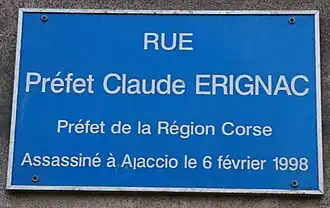 RUE
Préfet Claude ERIGNAC
Préfet de la Région Corse
Assassiné à Ajaccio le 6 février 1998